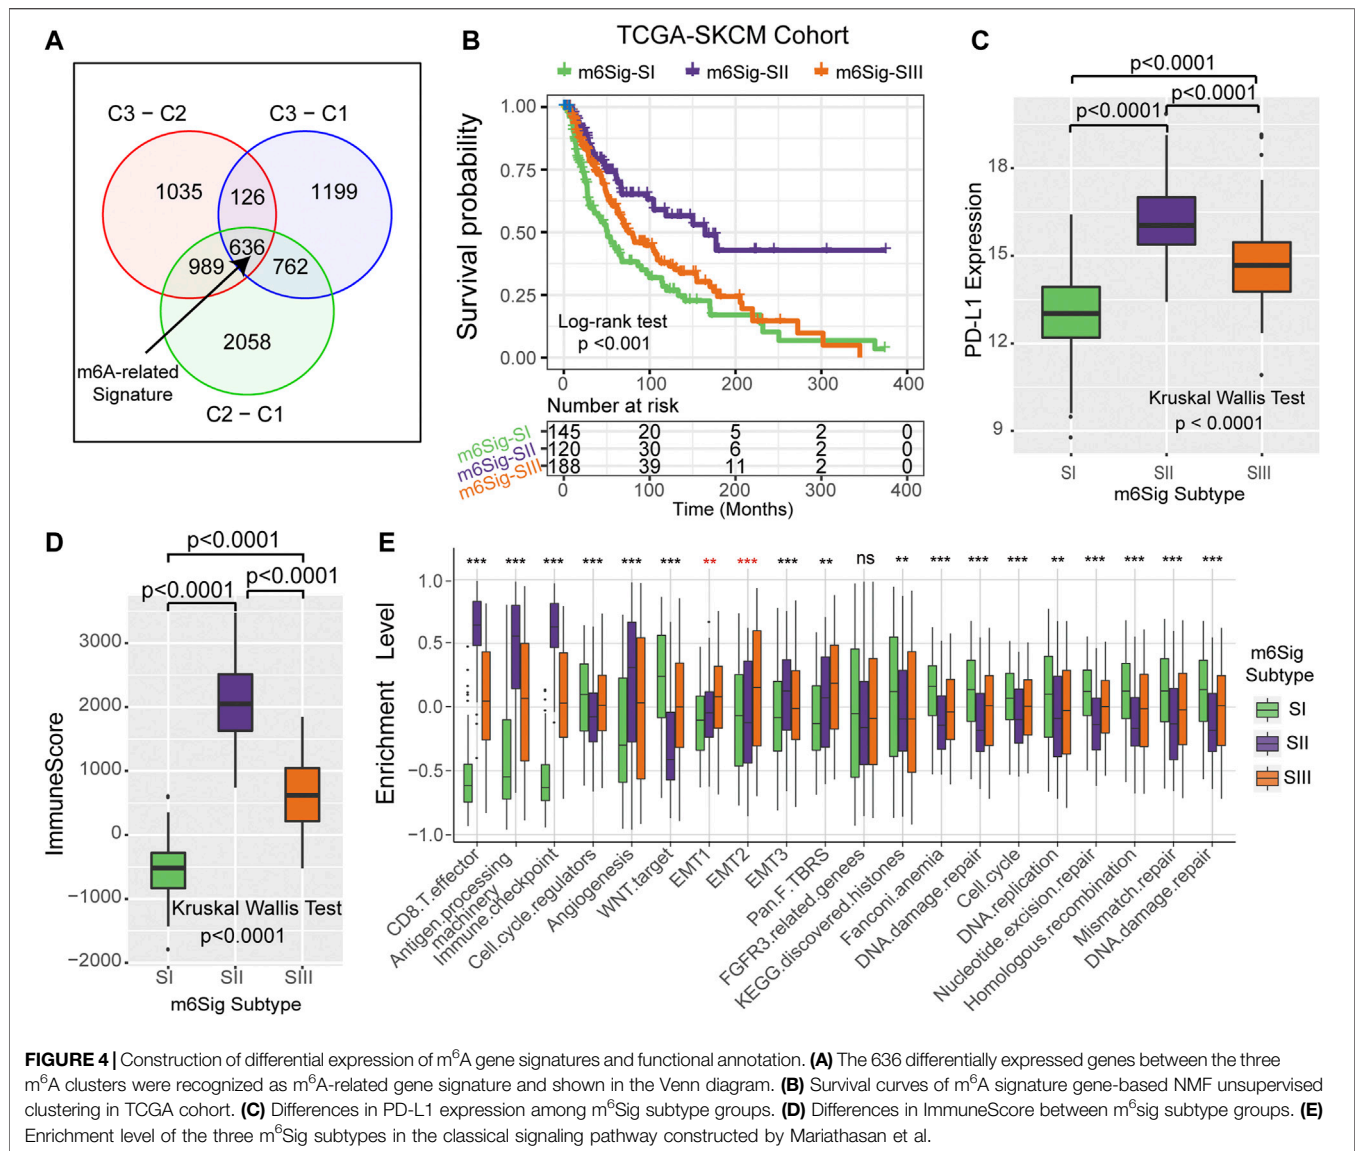 A
C3 – C2
C3 – C1
1035
126
1199
636
989
762
2058
m6A-related
Signature
C2 – C1
B
TCGA-SKCM Cohort
m6Sig-SI
m6Sig-SII
m6Sig-SIII
Survival probability
1.00
0.75
0.50
0.25
0.00
Log-rank test
p <0.001
0
100
200
300
400
Number at risk
m6Sig-SI
145
20
5
2
0
m6Sig-SII
120
30
6
2
0
m6Sig-SIII
188
39
11
2
0
0
100
200
300
400
Time (Months)
C
p<0.0001
p<0.0001
p<0.0001
PD-L1 Expression
18
15
12
9
Kruskal Wallis Test
p < 0.0001
SI
SII
SIII
m6Sig Subtype
D
p<0.0001
p<0.0001
p<0.0001
ImmuneScore
3000
2000
1000
0
−1000
−2000
Kruskal Wallis Test
p<0.0001
SI
SII
SIII
m6Sig Subtype
E
Enrichment Level
*** *** *** *** *** *** ** *** *** ** ns ** *** *** *** ** *** *** *** ***
1.0
0.5
0.0
−0.5
−1.0
CD8.T.effector
Antigen.processing
machinery
Immune.checkpoint
Cell.cycle.regulators
Angiogenesis
WNT.target
EMT1
EMT2
EMT3
Pan.F.TBRS
FGFR3.related.genes
KEGG.discovered.histones
Fanconi.anemia
DNA.damage.repair
Cell.cycle
DNA.replication
Nucleotide.excision.repair
Homologous.recombination
Mismatch.repair
DNA.damage.repair
m6Sig
Subtype
SI
SII
SIII
FIGURE 4 | Construction of differential expression of m⁶A gene signatures and functional annotation. (A) The 636 differentially expressed genes between the three
m⁶A clusters were recognized as m⁶A-related gene signature and shown in the Venn diagram. (B) Survival curves of m⁶A signature gene-based NMF unsupervised
clustering in TCGA cohort. (C) Differences in PD-L1 expression among m⁶Sig subtype groups. (D) Differences in ImmuneScore between m⁶sig subtype groups. (E)
Enrichment level of the three m⁶Sig subtypes in the classical signaling pathway constructed by Mariathasan et al.